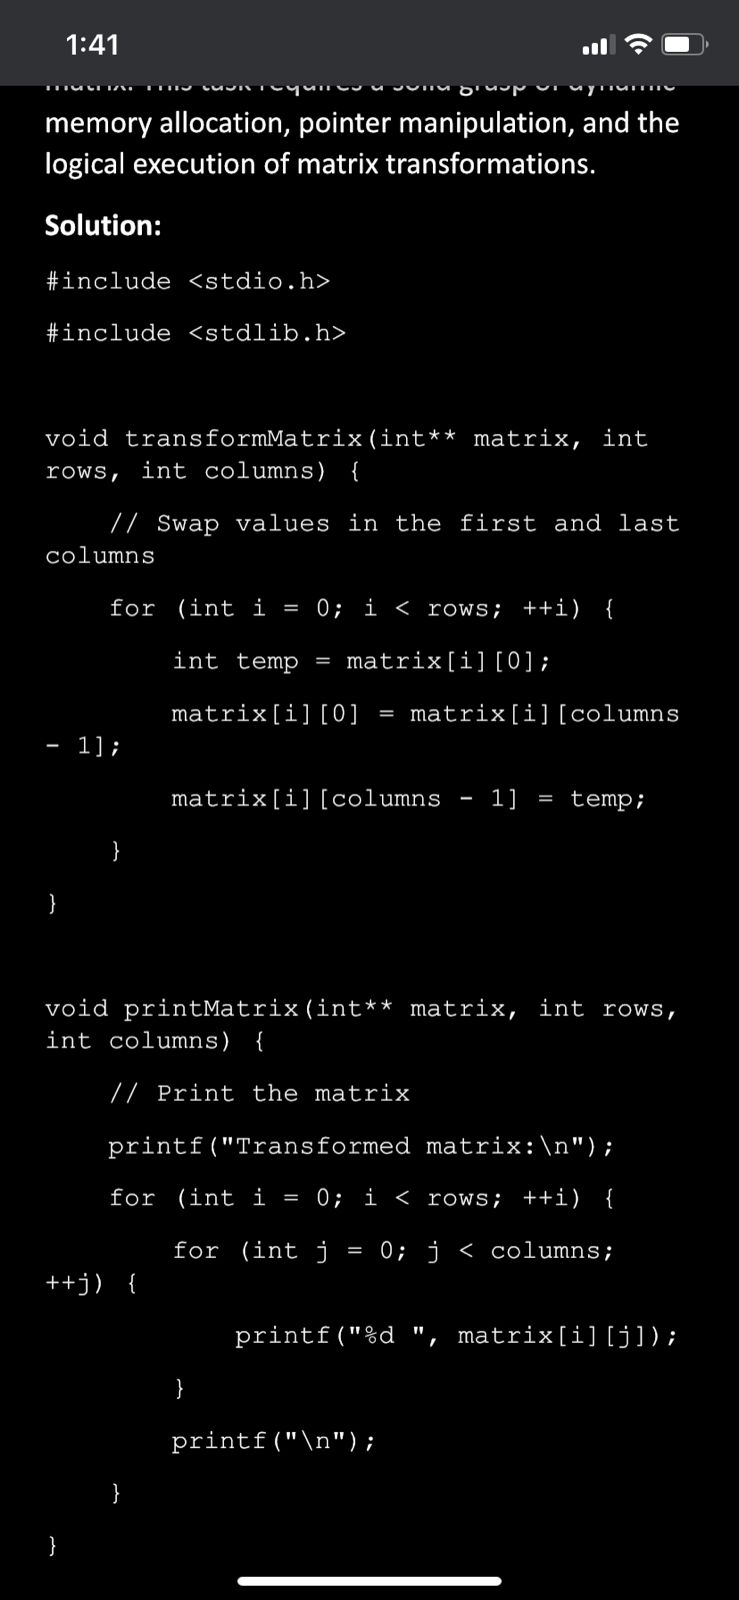 1:41
memory allocation, pointer manipulation, and the
logical execution of matrix transformations.
Solution:
#include <stdio.h>
#include <stdlib.h>
void transformMatrix(int** matrix, int
rows, int columns) {
// Swap values in the first and last
columns
for (int i = 0; i < rows; ++i) {
int temp = matrix[i][0];
matrix[i][0] = matrix[i][columns
- 1];
matrix[i][columns - 1] = temp;
}
}
void printMatrix(int** matrix, int rows,
int columns) {
// Print the matrix
printf("Transformed matrix:\n");
for (int i = 0; i < rows; ++i) {
for (int j = 0; j < columns;
++j) {
printf("%d ", matrix[i][j]);
}
printf("\n");
}
}